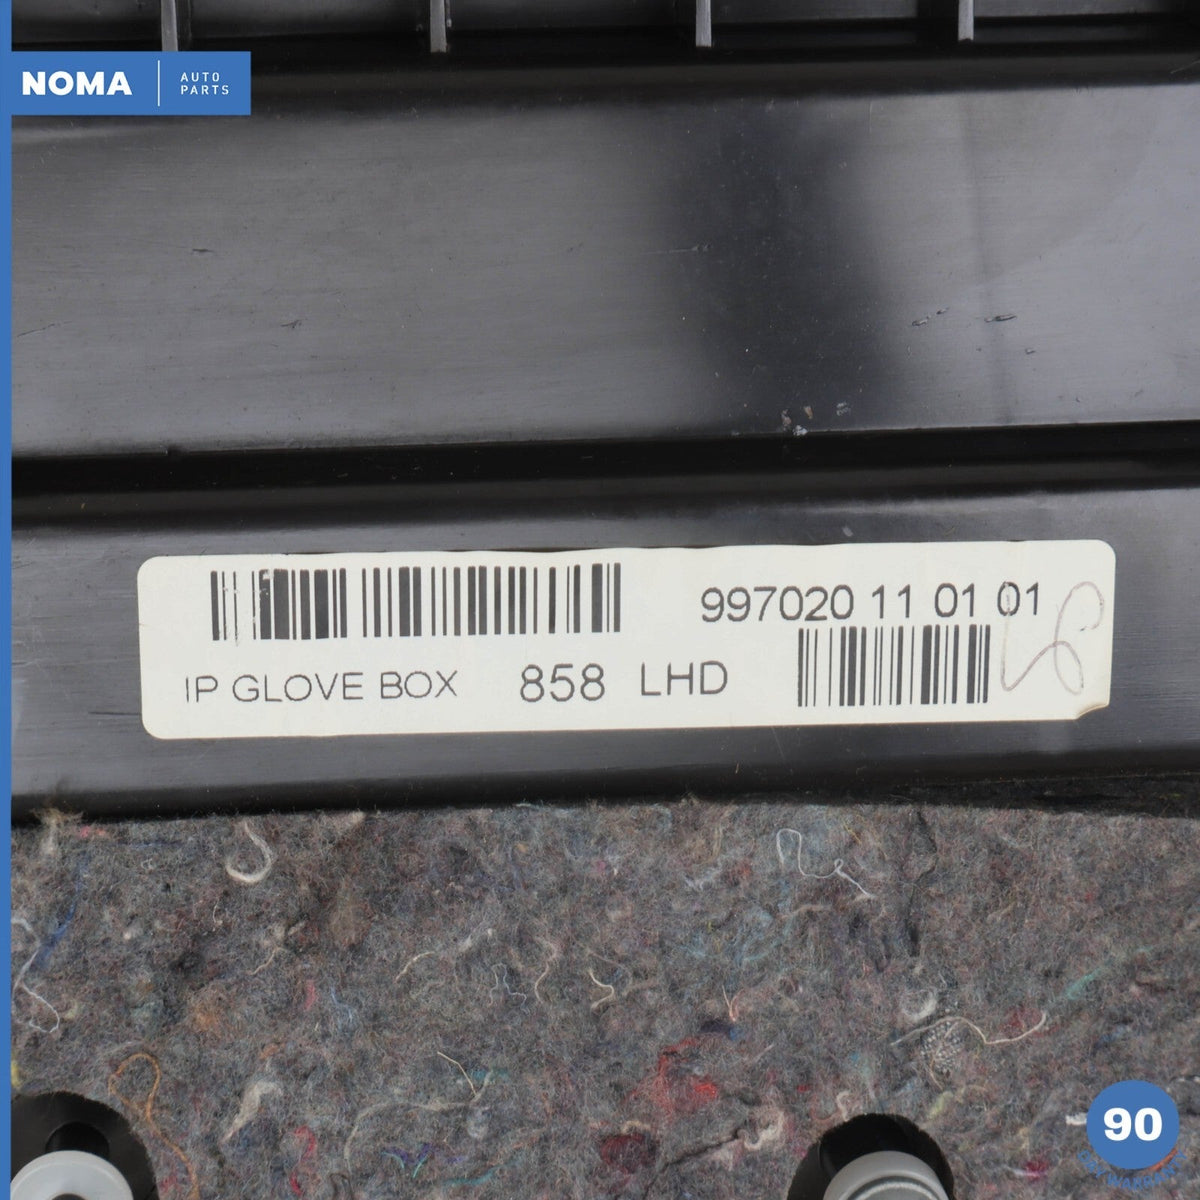 NOMA
AUTO
PARTS
997020 11 01 01
IP GLOVE BOX 858 LHD
90